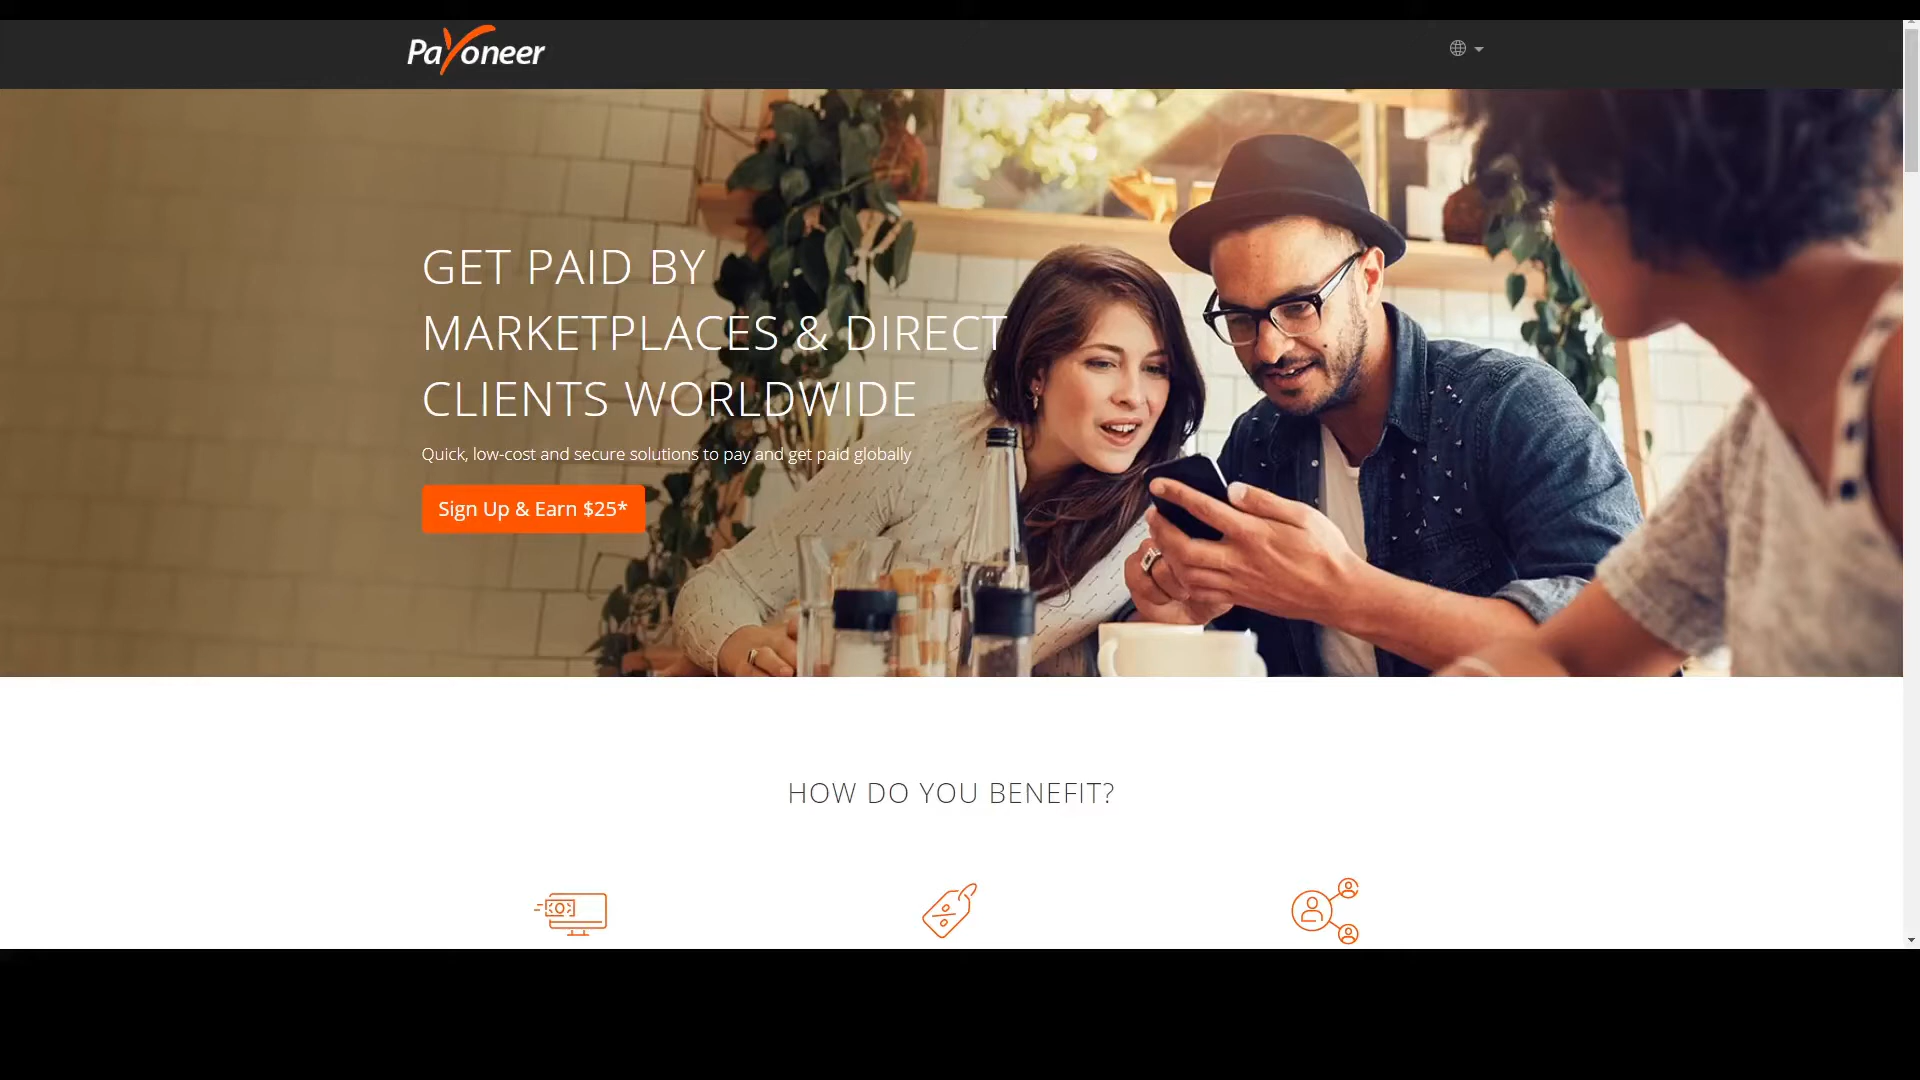 Payoneer
GET PAID BY
MARKETPLACES & DIRECT
CLIENTS WORLDWIDE
Quick, low-cost and secure solutions to pay and get paid globally
Sign Up & Earn $25*
HOW DO YOU BENEFIT?